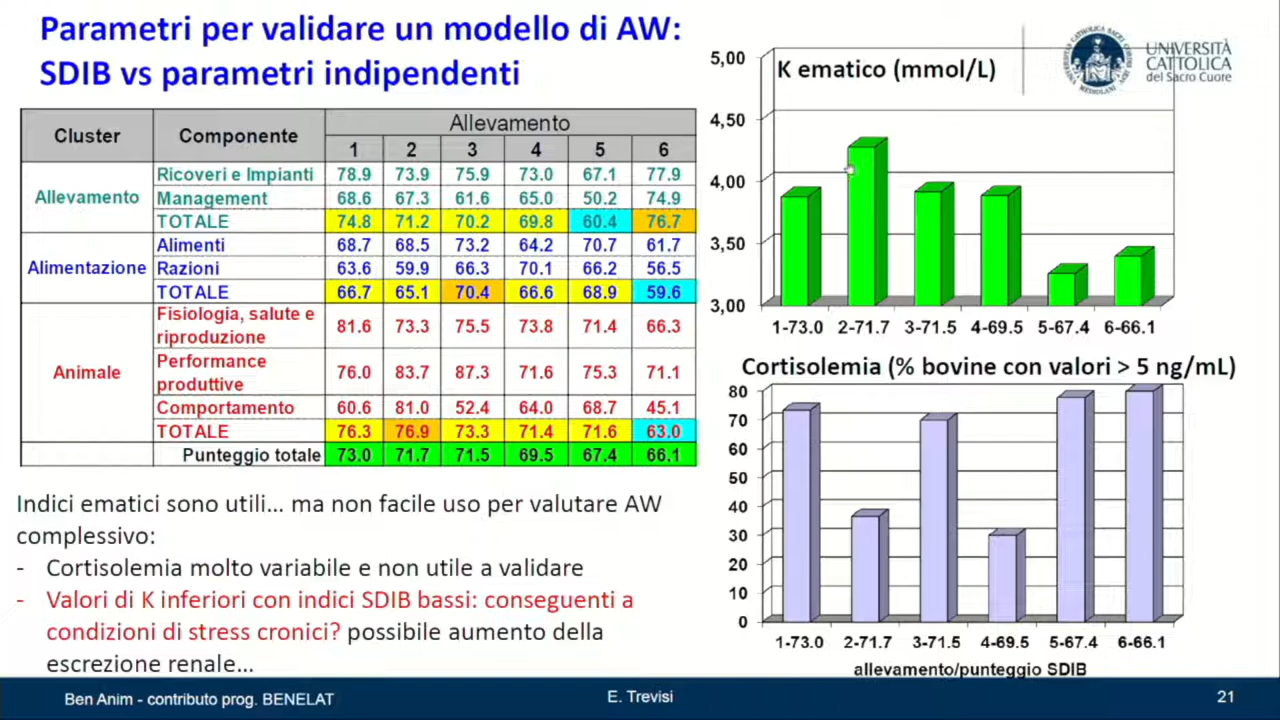 Parametri per validare un modello di AW:
SDIB vs parametri indipendenti
UNIVERSITÀ
CATTOLICA
del Sacro Cuore
Cluster Componente Allevamento
1 2 3 4 5 6
Allevamento
Ricoveri e Impianti 78.9 73.9 75.9 73.0 67.1 77.9
Management 68.6 67.3 61.6 65.0 50.2 74.9
TOTALE 74.8 71.2 70.2 69.8 60.4 76.7
Alimentazione
Alimenti 68.7 68.5 73.2 64.2 70.7 61.7
Razioni 63.6 59.9 66.3 70.1 66.2 56.5
TOTALE 66.7 65.1 70.4 66.6 68.9 59.6
Animale
Fisiologia, salute e
riproduzione 81.6 73.3 75.5 73.8 71.4 66.3
Performance
produttive 76.0 83.7 87.3 71.6 75.3 71.1
Comportamento 60.6 81.0 52.4 64.0 68.7 45.1
TOTALE 76.3 76.9 73.3 71.4 71.6 63.0
Punteggio totale 73.0 71.7 71.5 69.5 67.4 66.1
K ematico (mmol/L)
5,00
4,50
4,00
3,50
3,00
1-73.0 2-71.7 3-71.5 4-69.5 5-67.4 6-66.1
Cortisolemia (% bovine con valori > 5 ng/mL)
80
70
60
50
40
30
20
10
0
1-73.0 2-71.7 3-71.5 4-69.5 5-67.4 6-66.1
allevamento/punteggio SDIB
Indici ematici sono utili... ma non facile uso per valutare AW
complessivo:
- Cortisolemia molto variabile e non utile a validare
- Valori di K inferiori con indici SDIB bassi: conseguenti a
condizioni di stress cronici? possibile aumento della
escrezione renale...
Ben Anim - contributo prog. BENELAT
E. Trevisi
21